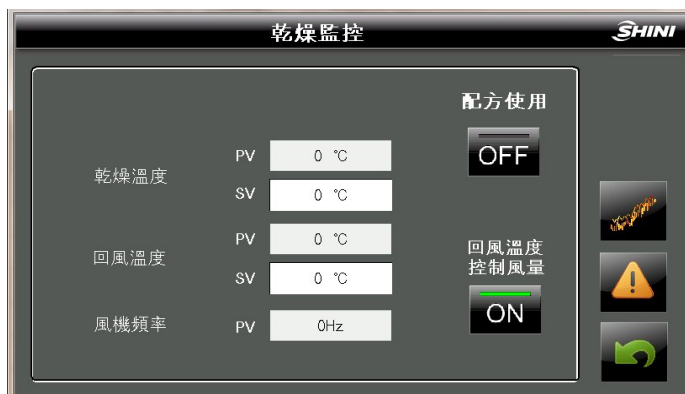 乾燥監控
SHINI
配方使用
OFF
乾燥溫度
PV
0 ℃
SV
0 ℃
回風溫度
PV
0 ℃
SV
0 ℃
回風溫度
控制風量
ON
風機頻率
PV
0Hz